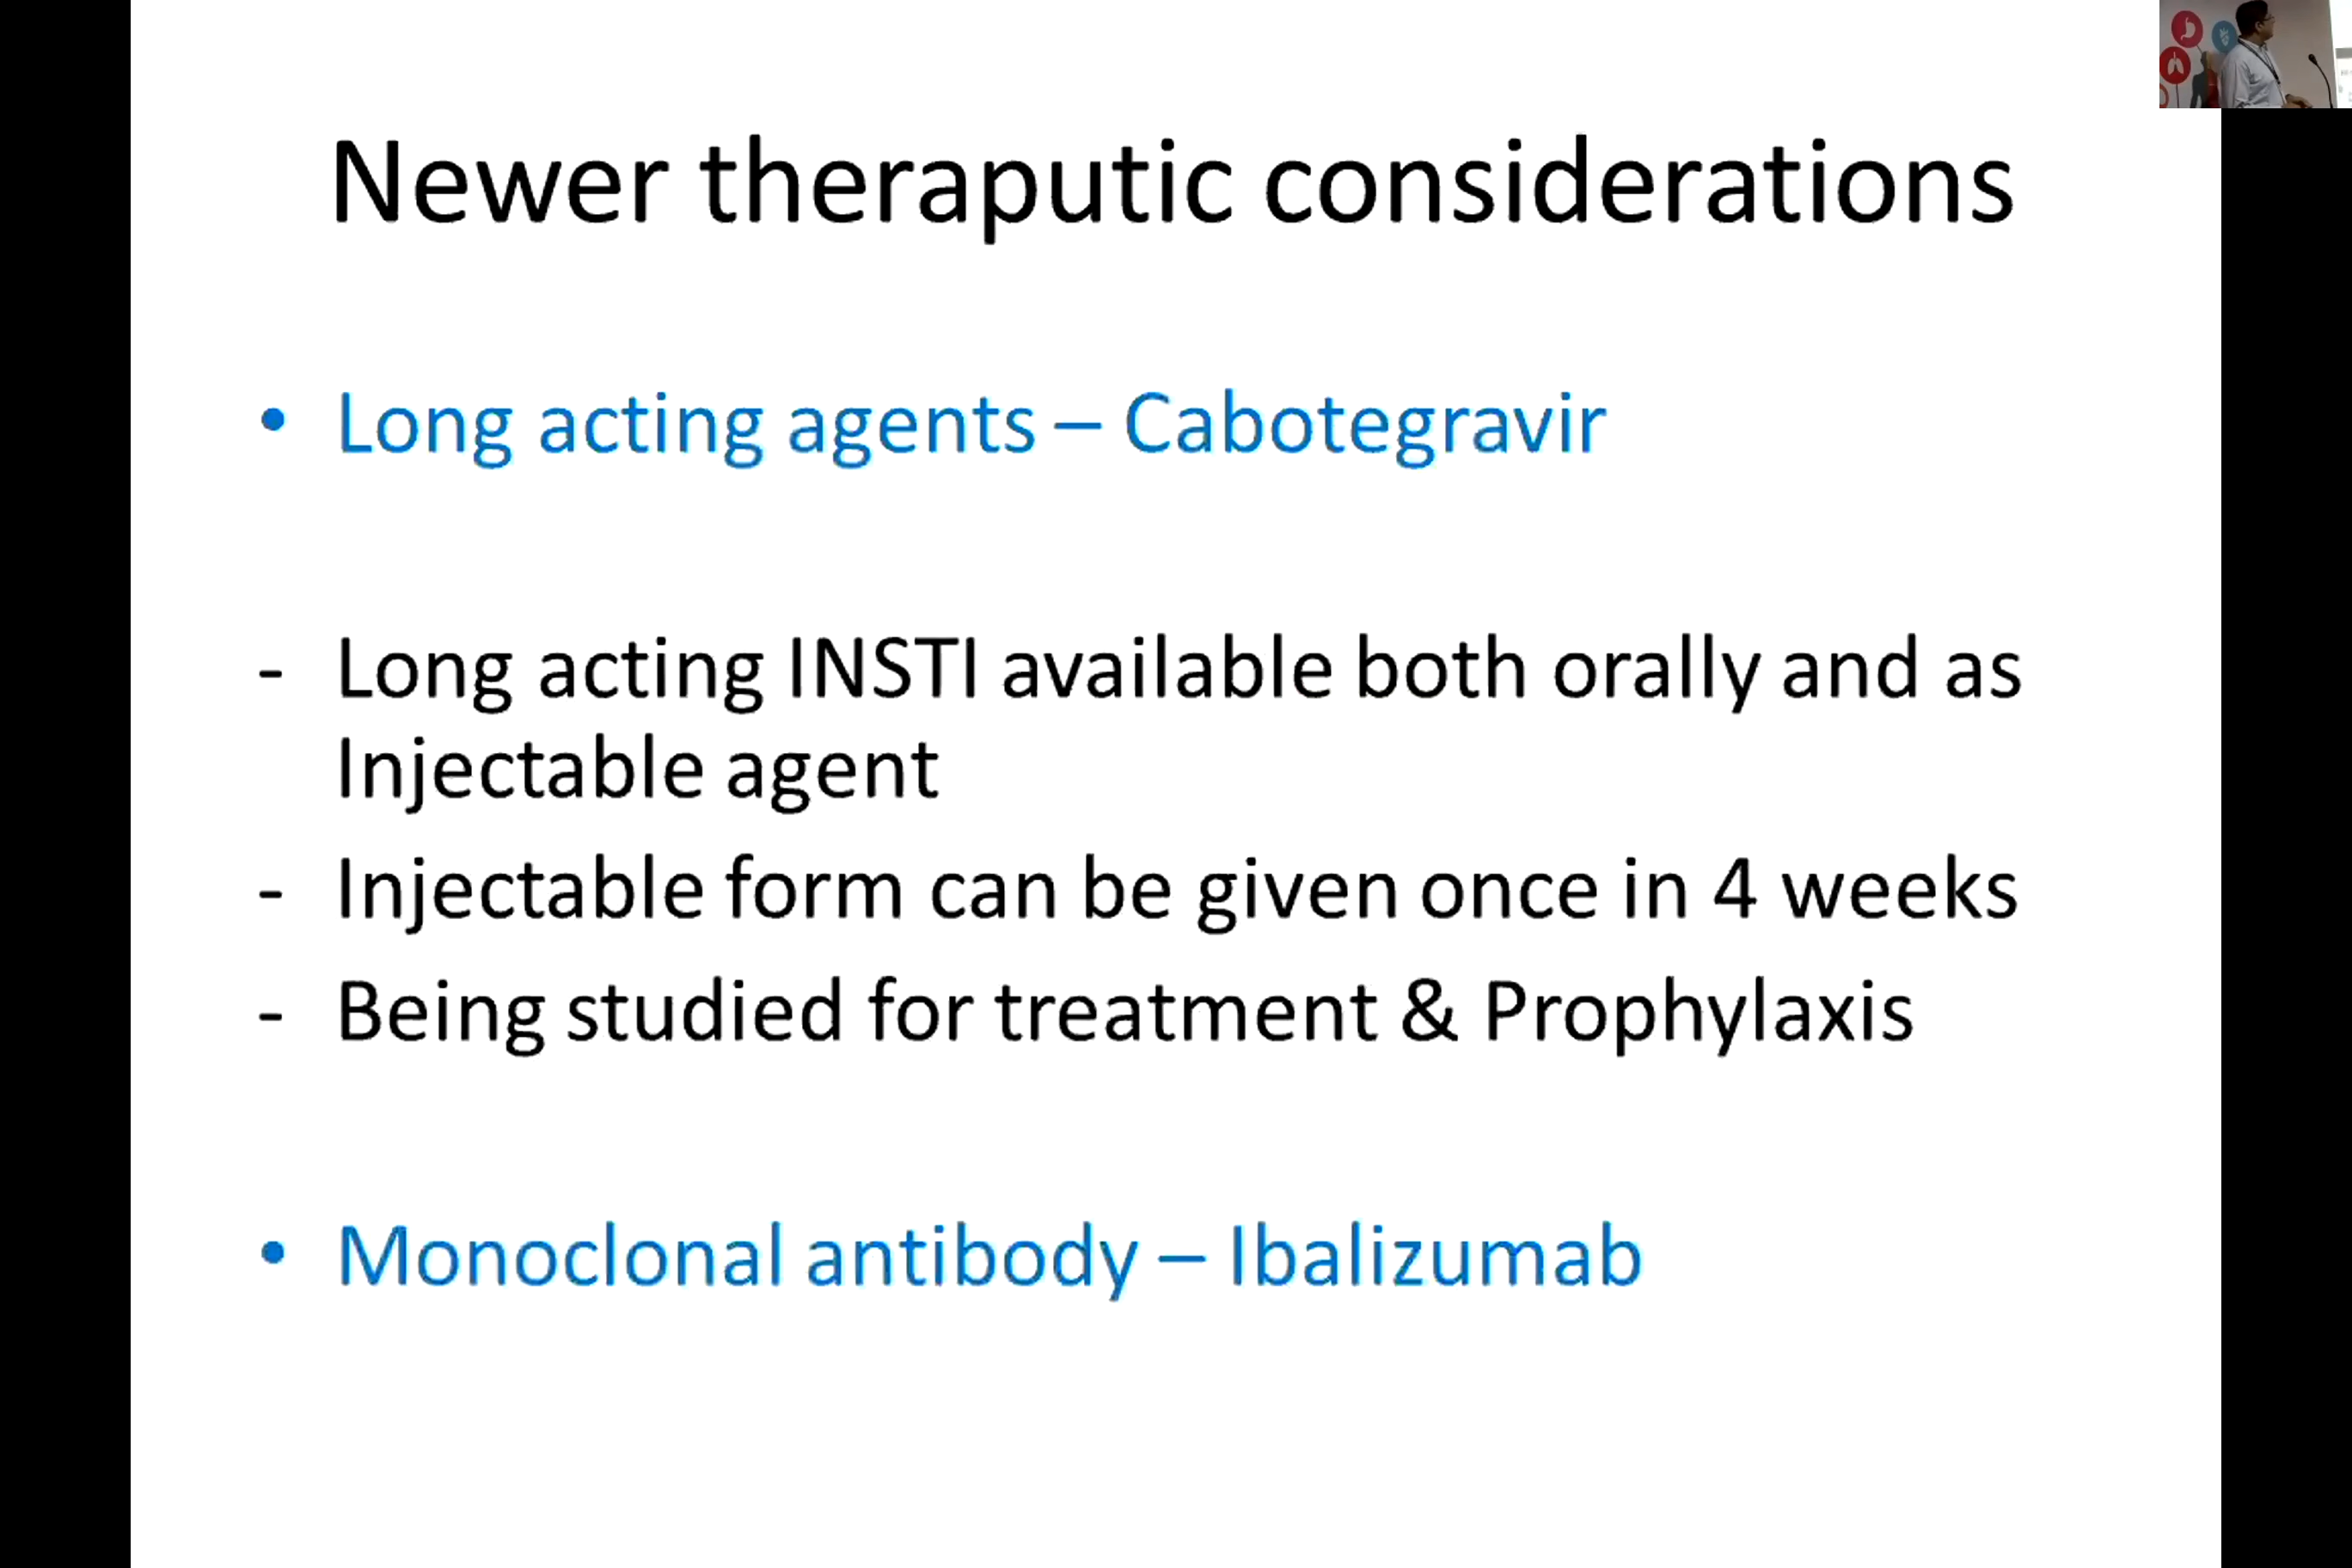 Newer theraputic considerations
• Long acting agents – Cabotegravir
- Long acting INSTI available both orally and as
Injectable agent
- Injectable form can be given once in 4 weeks
- Being studied for treatment & Prophylaxis
• Monoclonal antibody – Ibalizumab